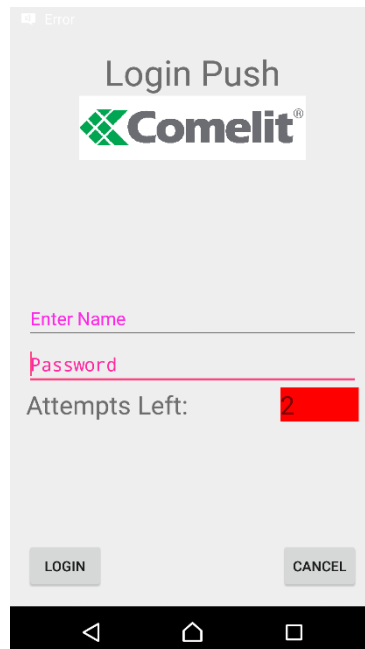 Error
Login Push
Comelit®
Enter Name
Password
Attempts Left: 2
LOGIN CANCEL